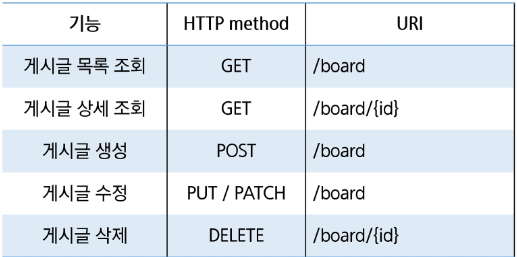 기능 HTTP method URI
게시글 목록 조회 GET /board
게시글 상세 조회 GET /board/{id}
게시글 생성 POST /board
게시글 수정 PUT / PATCH /board
게시글 삭제 DELETE /board/{id}